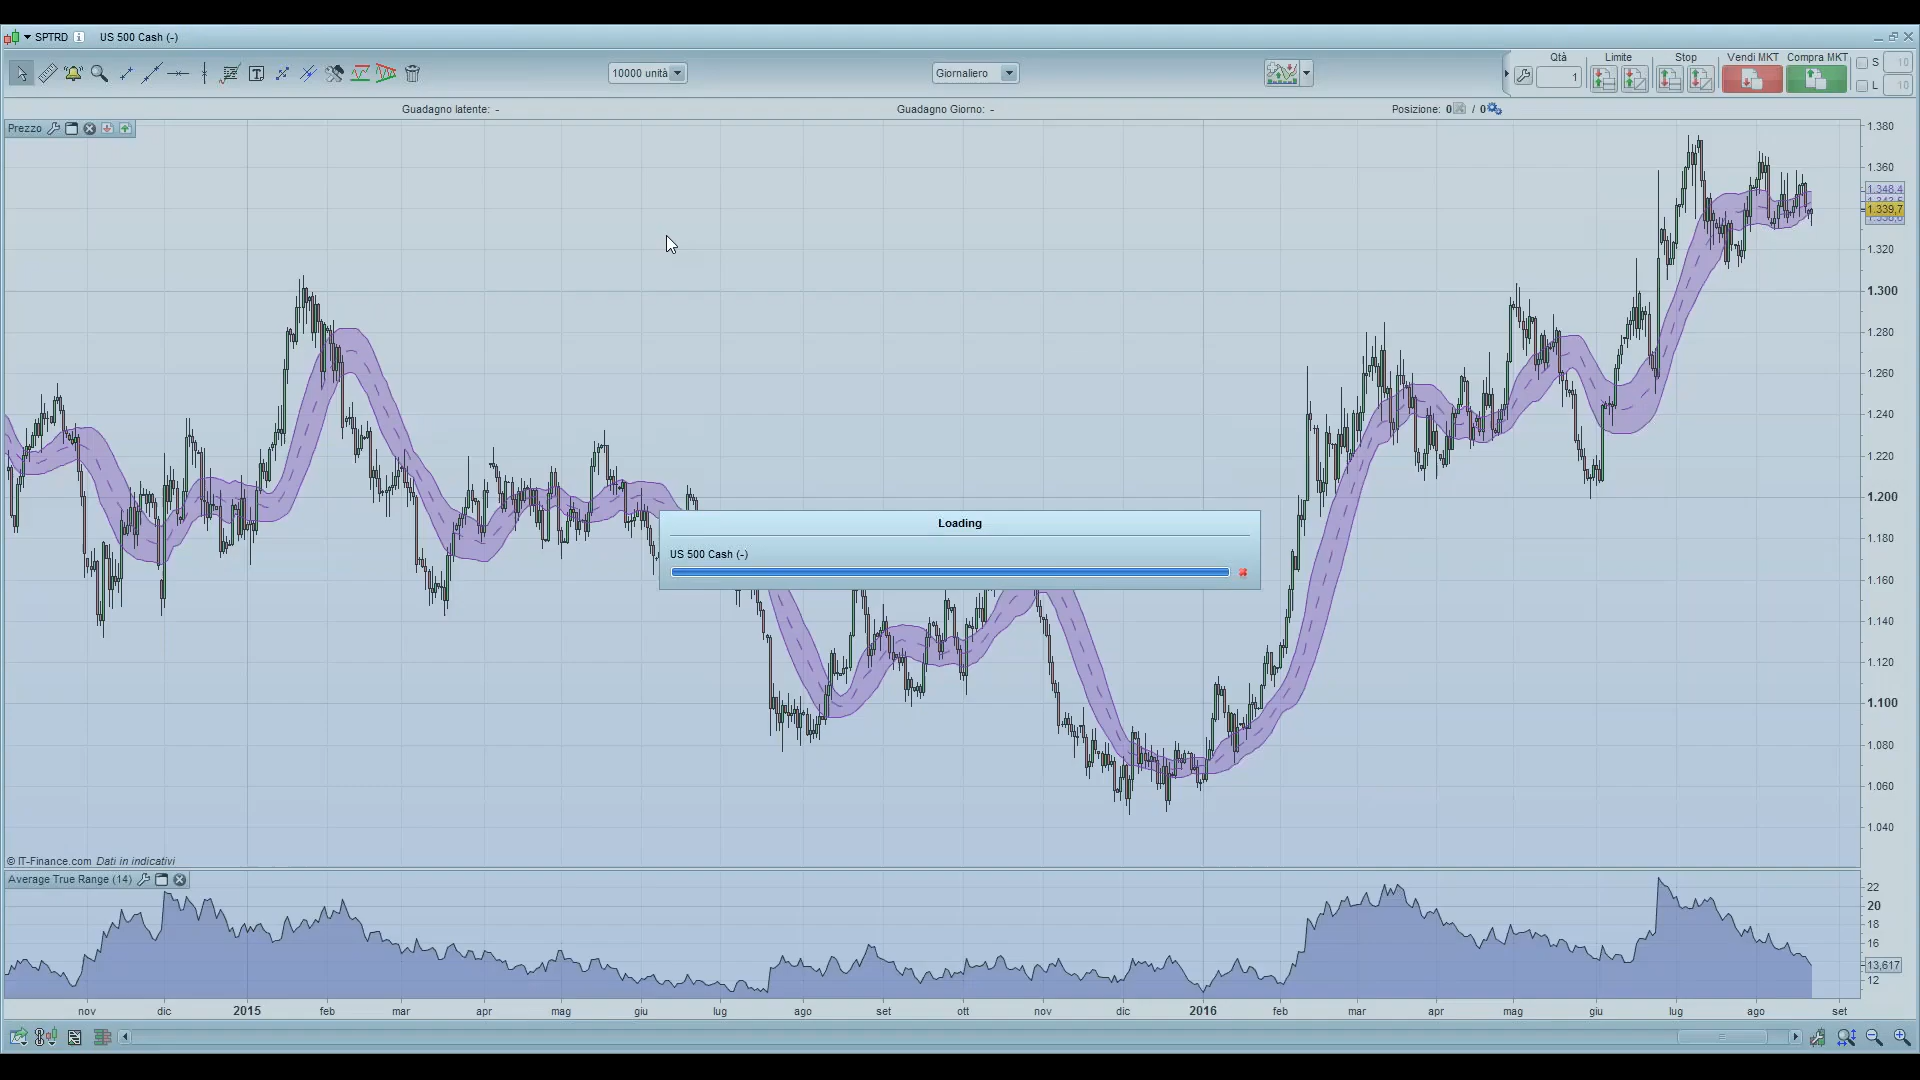 SPTRD US 500 Cash (-)
10000 unità Giornaliero
Qtà Limite Stop Vendi MKT Compra MKT
1
S 10
L 10
Guadagno latente: - Guadagno Giorno: - Posizione: 0 / 0
Prezzo
1.380
1.360
1.348,4
1.339,7
1.320
1.300
1.280
1.260
1.240
1.220
1.200
1.180
1.160
1.140
1.120
1.100
1.080
1.060
1.040
Loading
US 500 Cash (-)
© IT-Finance.com Dati in indicativi
Average True Range (14)
22
20
18
16
13,617
12
nov dic 2015 feb mar apr mag giu lug ago set ott nov dic 2016 feb mar apr mag giu lug ago set